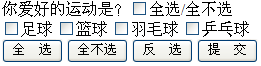 你爱好的运动是？ 全选/全不选
足球 篮球 羽毛球 乒乓球
全 选 全不选 反 选 提 交